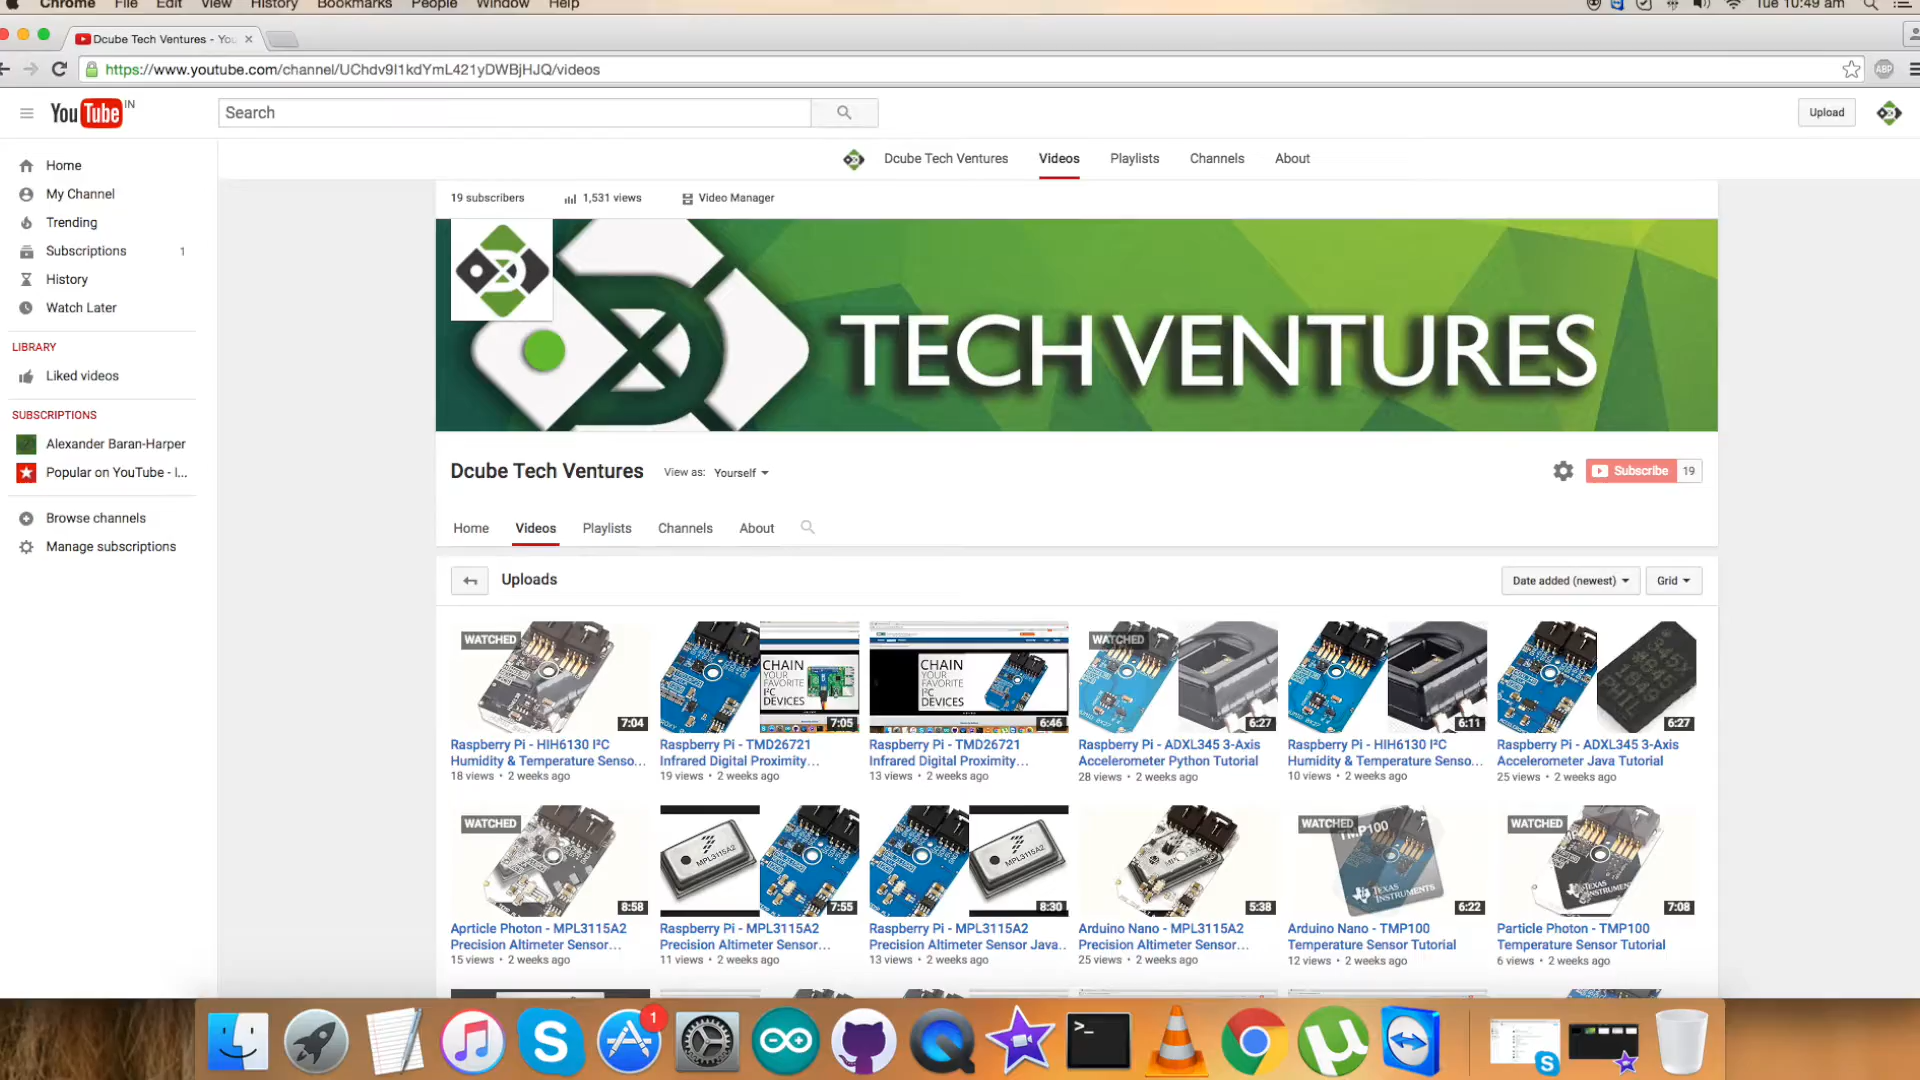 Chrome File Edit View History Bookmarks People Window Help Tue 10:49 am
Dcube Tech Ventures - You
https://www.youtube.com/channel/UChdv9I1kdYmL421yDWBjHJQ/videos
ABP
YouTube IN
Search
Upload
Dcube Tech Ventures Videos Playlists Channels About
Home
My Channel
Trending
Subscriptions 1
History
Watch Later
LIBRARY
Liked videos
SUBSCRIPTIONS
Alexander Baran-Harper
Popular on YouTube - I...
Browse channels
Manage subscriptions
19 subscribers 1,531 views Video Manager
TECH VENTURES
Dcube Tech Ventures View as: Yourself
Subscribe 19
Home Videos Playlists Channels About
Uploads
Date added (newest) Grid
WATCHED
7:04
Raspberry Pi - HIH6130 I²C
Humidity & Temperature Senso...
18 views • 2 weeks ago
CHAIN
YOUR
FAVORITE
I²C
DEVICES
7:05
Raspberry Pi - TMD26721
Infrared Digital Proximity...
19 views • 2 weeks ago
CHAIN
YOUR
FAVORITE
I²C
DEVICES
6:46
Raspberry Pi - TMD26721
Infrared Digital Proximity...
13 views • 2 weeks ago
WATCHED
6:27
Raspberry Pi - ADXL345 3-Axis
Accelerometer Python Tutorial
28 views • 2 weeks ago
6:11
Raspberry Pi - HIH6130 I²C
Humidity & Temperature Senso...
10 views • 2 weeks ago
6:27
Raspberry Pi - ADXL345 3-Axis
Accelerometer Java Tutorial
25 views • 2 weeks ago
WATCHED
8:58
Aprticle Photon - MPL3115A2
Precision Altimeter Sensor...
15 views • 2 weeks ago
MPL3115A2
7:55
Raspberry Pi - MPL3115A2
Precision Altimeter Sensor...
11 views • 2 weeks ago
MPL3115A2
8:30
Raspberry Pi - MPL3115A2
Precision Altimeter Sensor Java..
13 views • 2 weeks ago
5:38
Arduino Nano - MPL3115A2
Precision Altimeter Sensor...
25 views • 2 weeks ago
WATCHED
TMP100
TEXAS
INSTRUMENTS
6:22
Arduino Nano - TMP100
Temperature Sensor Tutorial
12 views • 2 weeks ago
WATCHED
TEXAS
INSTRUMENTS
7:08
Particle Photon - TMP100
Temperature Sensor Tutorial
6 views • 2 weeks ago
1